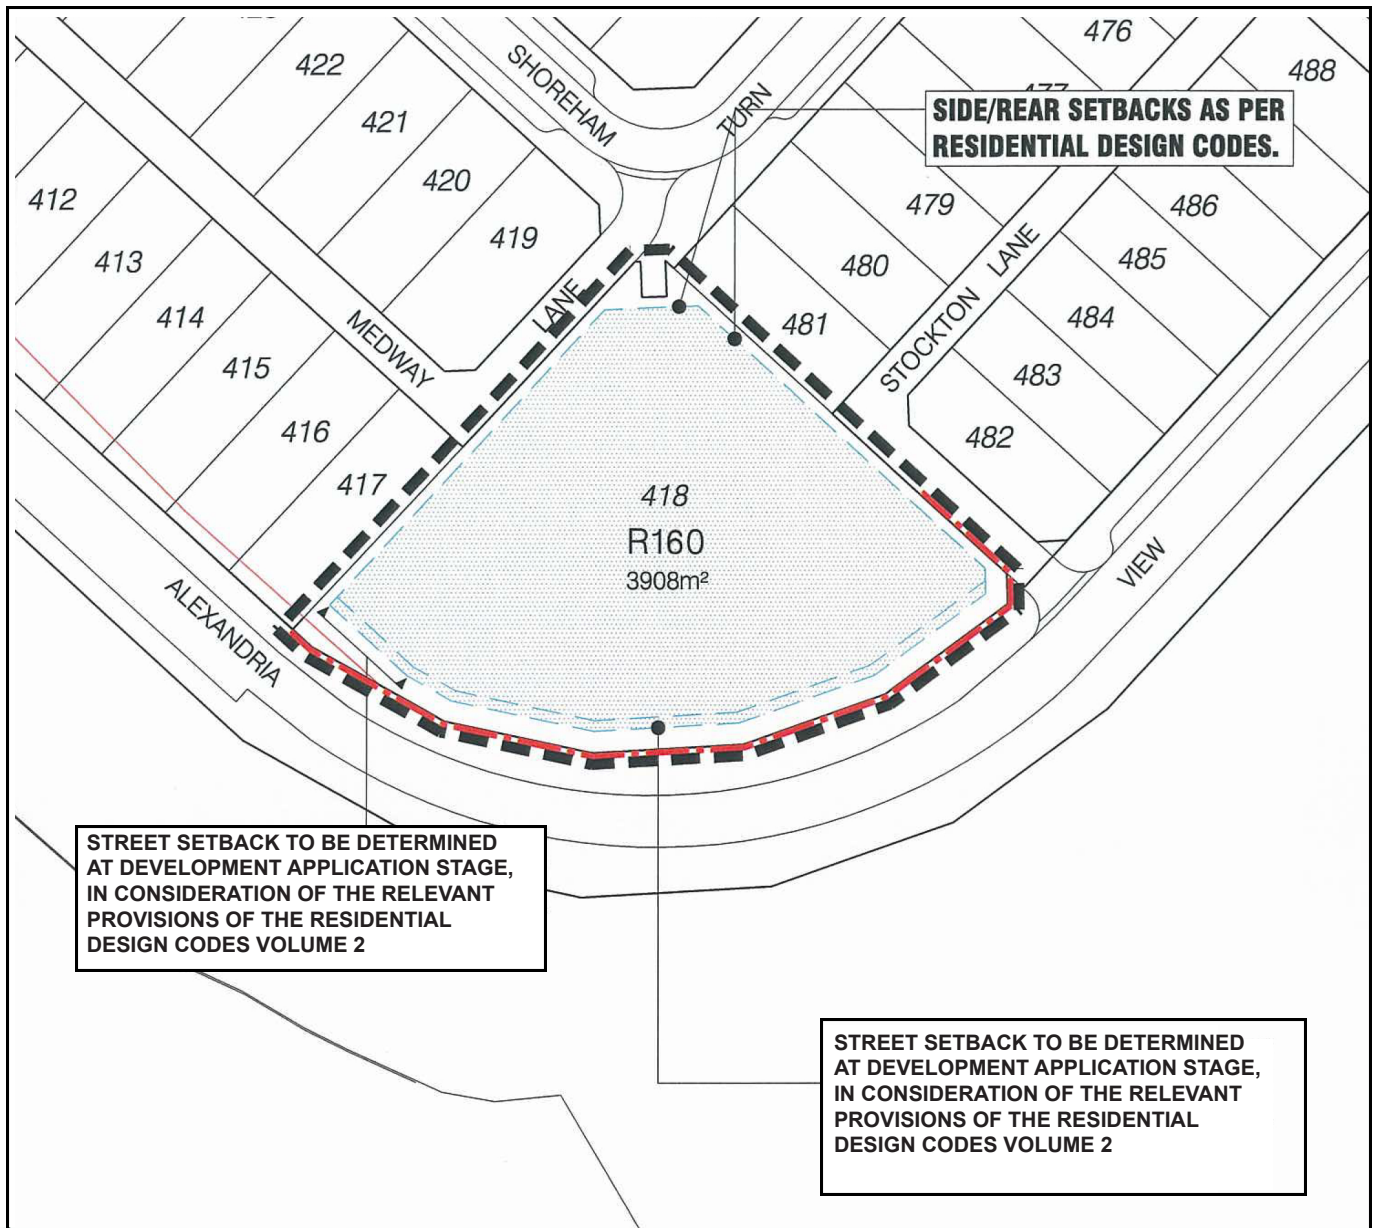 476
488
422
SHOREHAM
TURN
SIDE/REAR SETBACKS AS PER
RESIDENTIAL DESIGN CODES.
421
420
412
479
486
419
413
LANE
485
480
LANE
414
481
484
MEDWAY
STOCKTON
415
483
416
482
417
418
R160
3908m²
VIEW
ALEXANDRIA
STREET SETBACK TO BE DETERMINED
AT DEVELOPMENT APPLICATION STAGE,
IN CONSIDERATION OF THE RELEVANT
PROVISIONS OF THE RESIDENTIAL
DESIGN CODES VOLUME 2
STREET SETBACK TO BE DETERMINED
AT DEVELOPMENT APPLICATION STAGE,
IN CONSIDERATION OF THE RELEVANT
PROVISIONS OF THE RESIDENTIAL
DESIGN CODES VOLUME 2